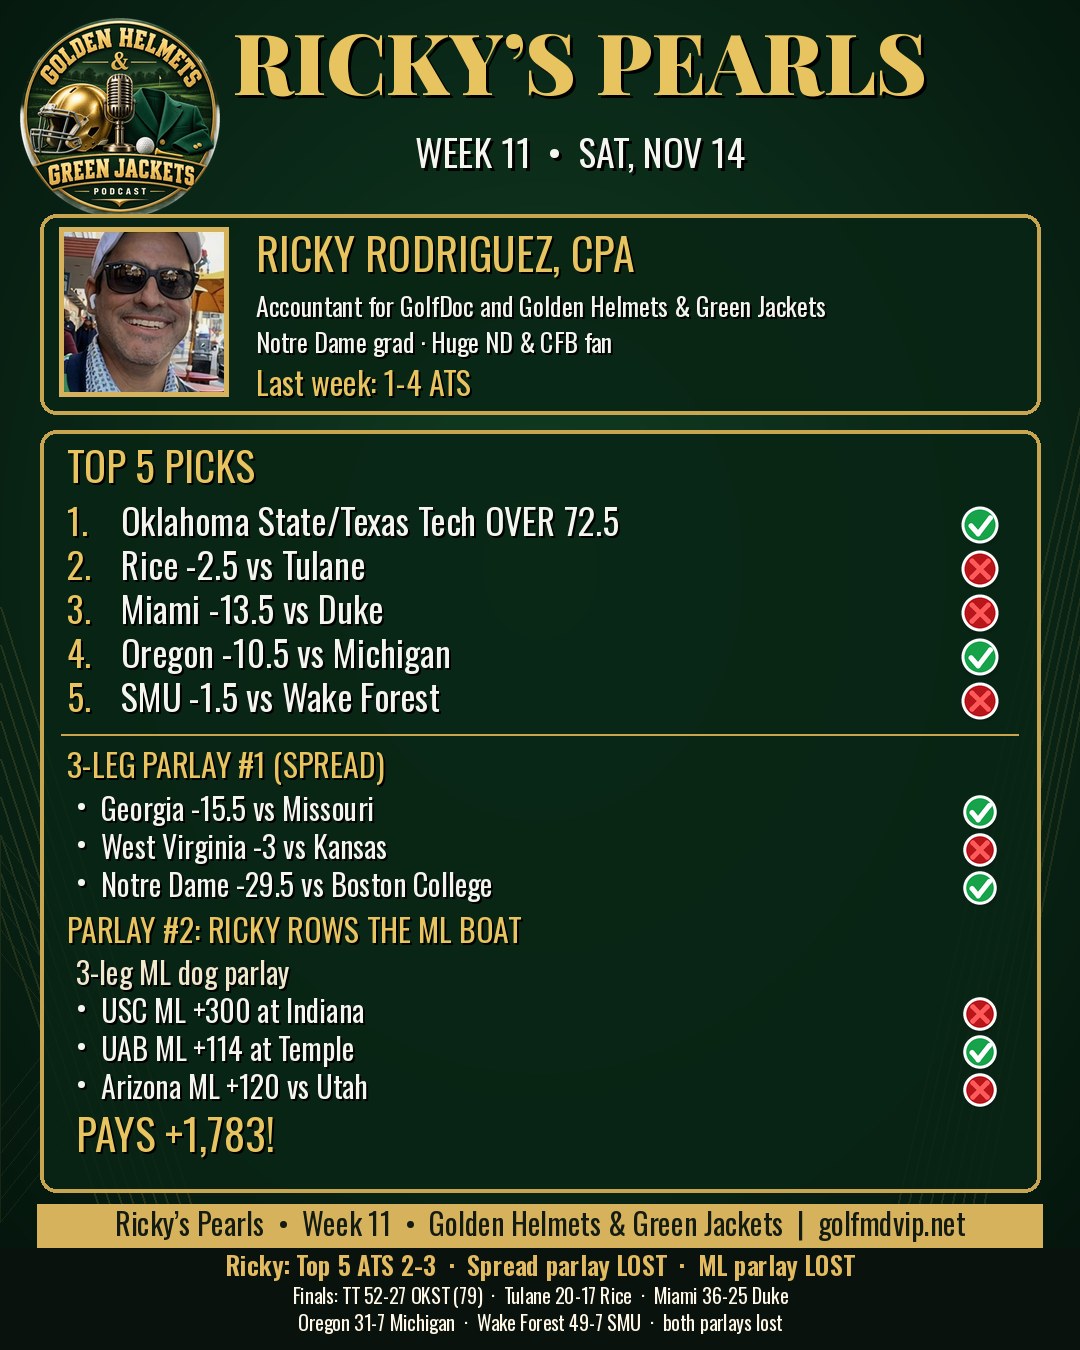 GOLDEN HELMETS
&
GREEN JACKETS
PODCAST
RICKY'S PEARLS
WEEK 11 • SAT, NOV 14
RICKY RODRIGUEZ, CPA
Accountant for GolfDoc and Golden Helmets & Green Jackets
Notre Dame grad · Huge ND & CFB fan
Last week: 1-4 ATS
TOP 5 PICKS
1. Oklahoma State/Texas Tech OVER 72.5
2. Rice -2.5 vs Tulane
3. Miami -13.5 vs Duke
4. Oregon -10.5 vs Michigan
5. SMU -1.5 vs Wake Forest
3-LEG PARLAY #1 (SPREAD)
• Georgia -15.5 vs Missouri
• West Virginia -3 vs Kansas
• Notre Dame -29.5 vs Boston College
PARLAY #2: RICKY ROWS THE ML BOAT
3-leg ML dog parlay
• USC ML +300 at Indiana
• UAB ML +114 at Temple
• Arizona ML +120 vs Utah
PAYS +1,783!
Ricky's Pearls • Week 11 • Golden Helmets & Green Jackets | golfmdvip.net
Ricky: Top 5 ATS 2-3 · Spread parlay LOST · ML parlay LOST
Finals: TT 52-27 OKST (79) · Tulane 20-17 Rice · Miami 36-25 Duke
Oregon 31-7 Michigan · Wake Forest 49-7 SMU · both parlays lost